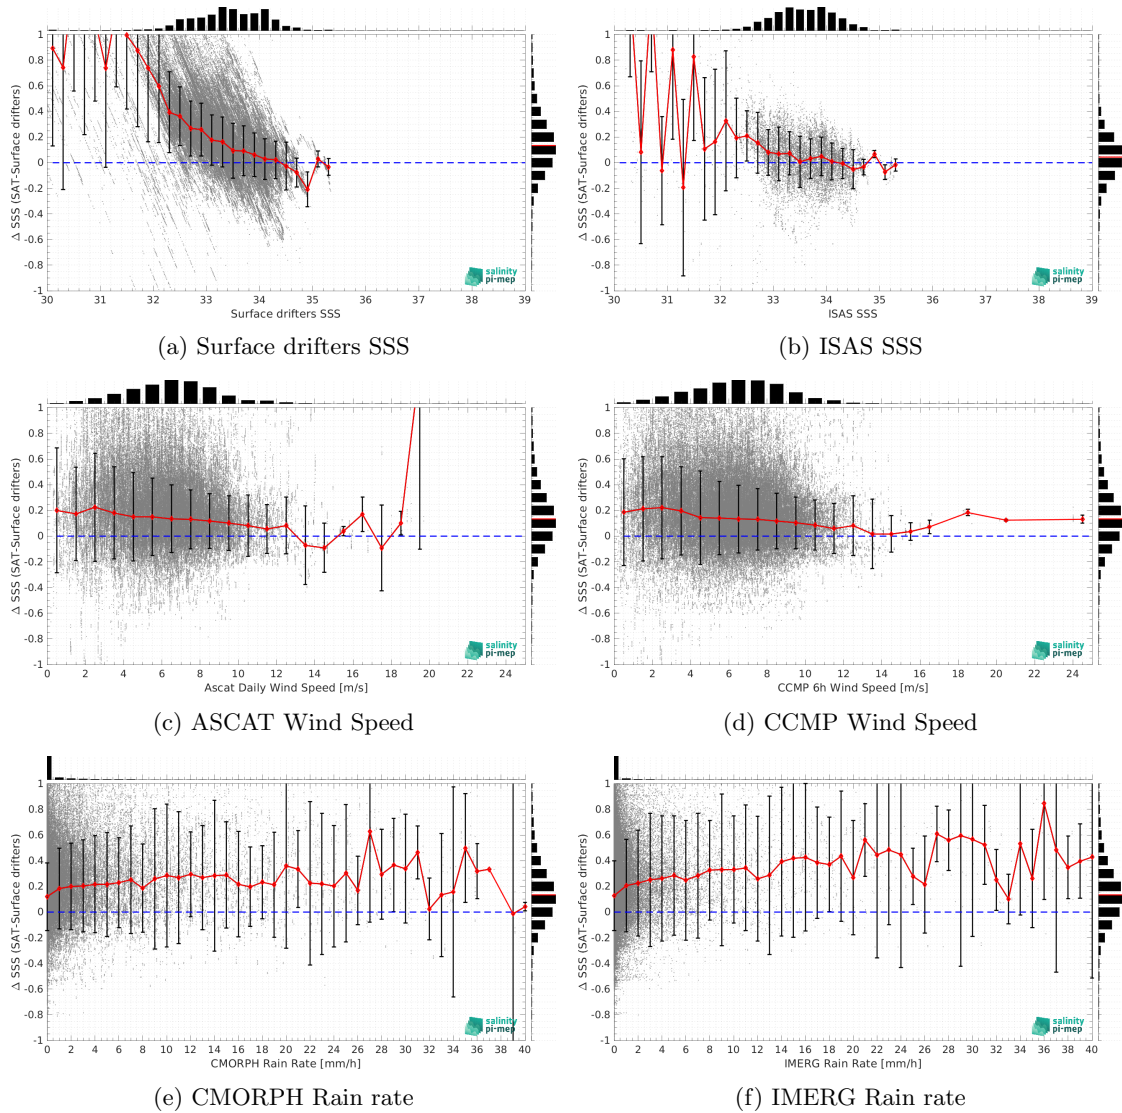 Δ SSS (SAT-Surface drifters)
1
0.8
0.6
0.4
0.2
0
-0.2
-0.4
-0.6
-0.8
-1
30 31 32 33 34 35 36 37 38 39
Surface drifters SSS
salinity
pi-mep
(a) Surface drifters SSS
Δ SSS (SAT-Surface drifters)
1
0.8
0.6
0.4
0.2
0
-0.2
-0.4
-0.6
-0.8
-1
30 31 32 33 34 35 36 37 38 39
ISAS SSS
salinity
pi-mep
(b) ISAS SSS
Δ SSS (SAT-Surface drifters)
1
0.8
0.6
0.4
0.2
0
-0.2
-0.4
-0.6
-0.8
-1
0 2 4 6 8 10 12 14 16 18 20 22 24
Ascat Daily Wind Speed [m/s]
salinity
pi-mep
(c) ASCAT Wind Speed
Δ SSS (SAT-Surface drifters)
1
0.8
0.6
0.4
0.2
0
-0.2
-0.4
-0.6
-0.8
-1
0 2 4 6 8 10 12 14 16 18 20 22 24
CCMP 6h Wind Speed [m/s]
salinity
pi-mep
(d) CCMP Wind Speed
Δ SSS (SAT-Surface drifters)
1
0.8
0.6
0.4
0.2
0
-0.2
-0.4
-0.6
-0.8
-1
0 2 4 6 8 10 12 14 16 18 20 22 24 26 28 30 32 34 36 38 40
CMORPH Rain Rate [mm/h]
salinity
pi-mep
(e) CMORPH Rain rate
Δ SSS (SAT-Surface drifters)
1
0.8
0.6
0.4
0.2
0
-0.2
-0.4
-0.6
-0.8
-1
0 2 4 6 8 10 12 14 16 18 20 22 24 26 28 30 32 34 36 38 40
IMERG Rain Rate [mm/h]
salinity
pi-mep
(f) IMERG Rain rate